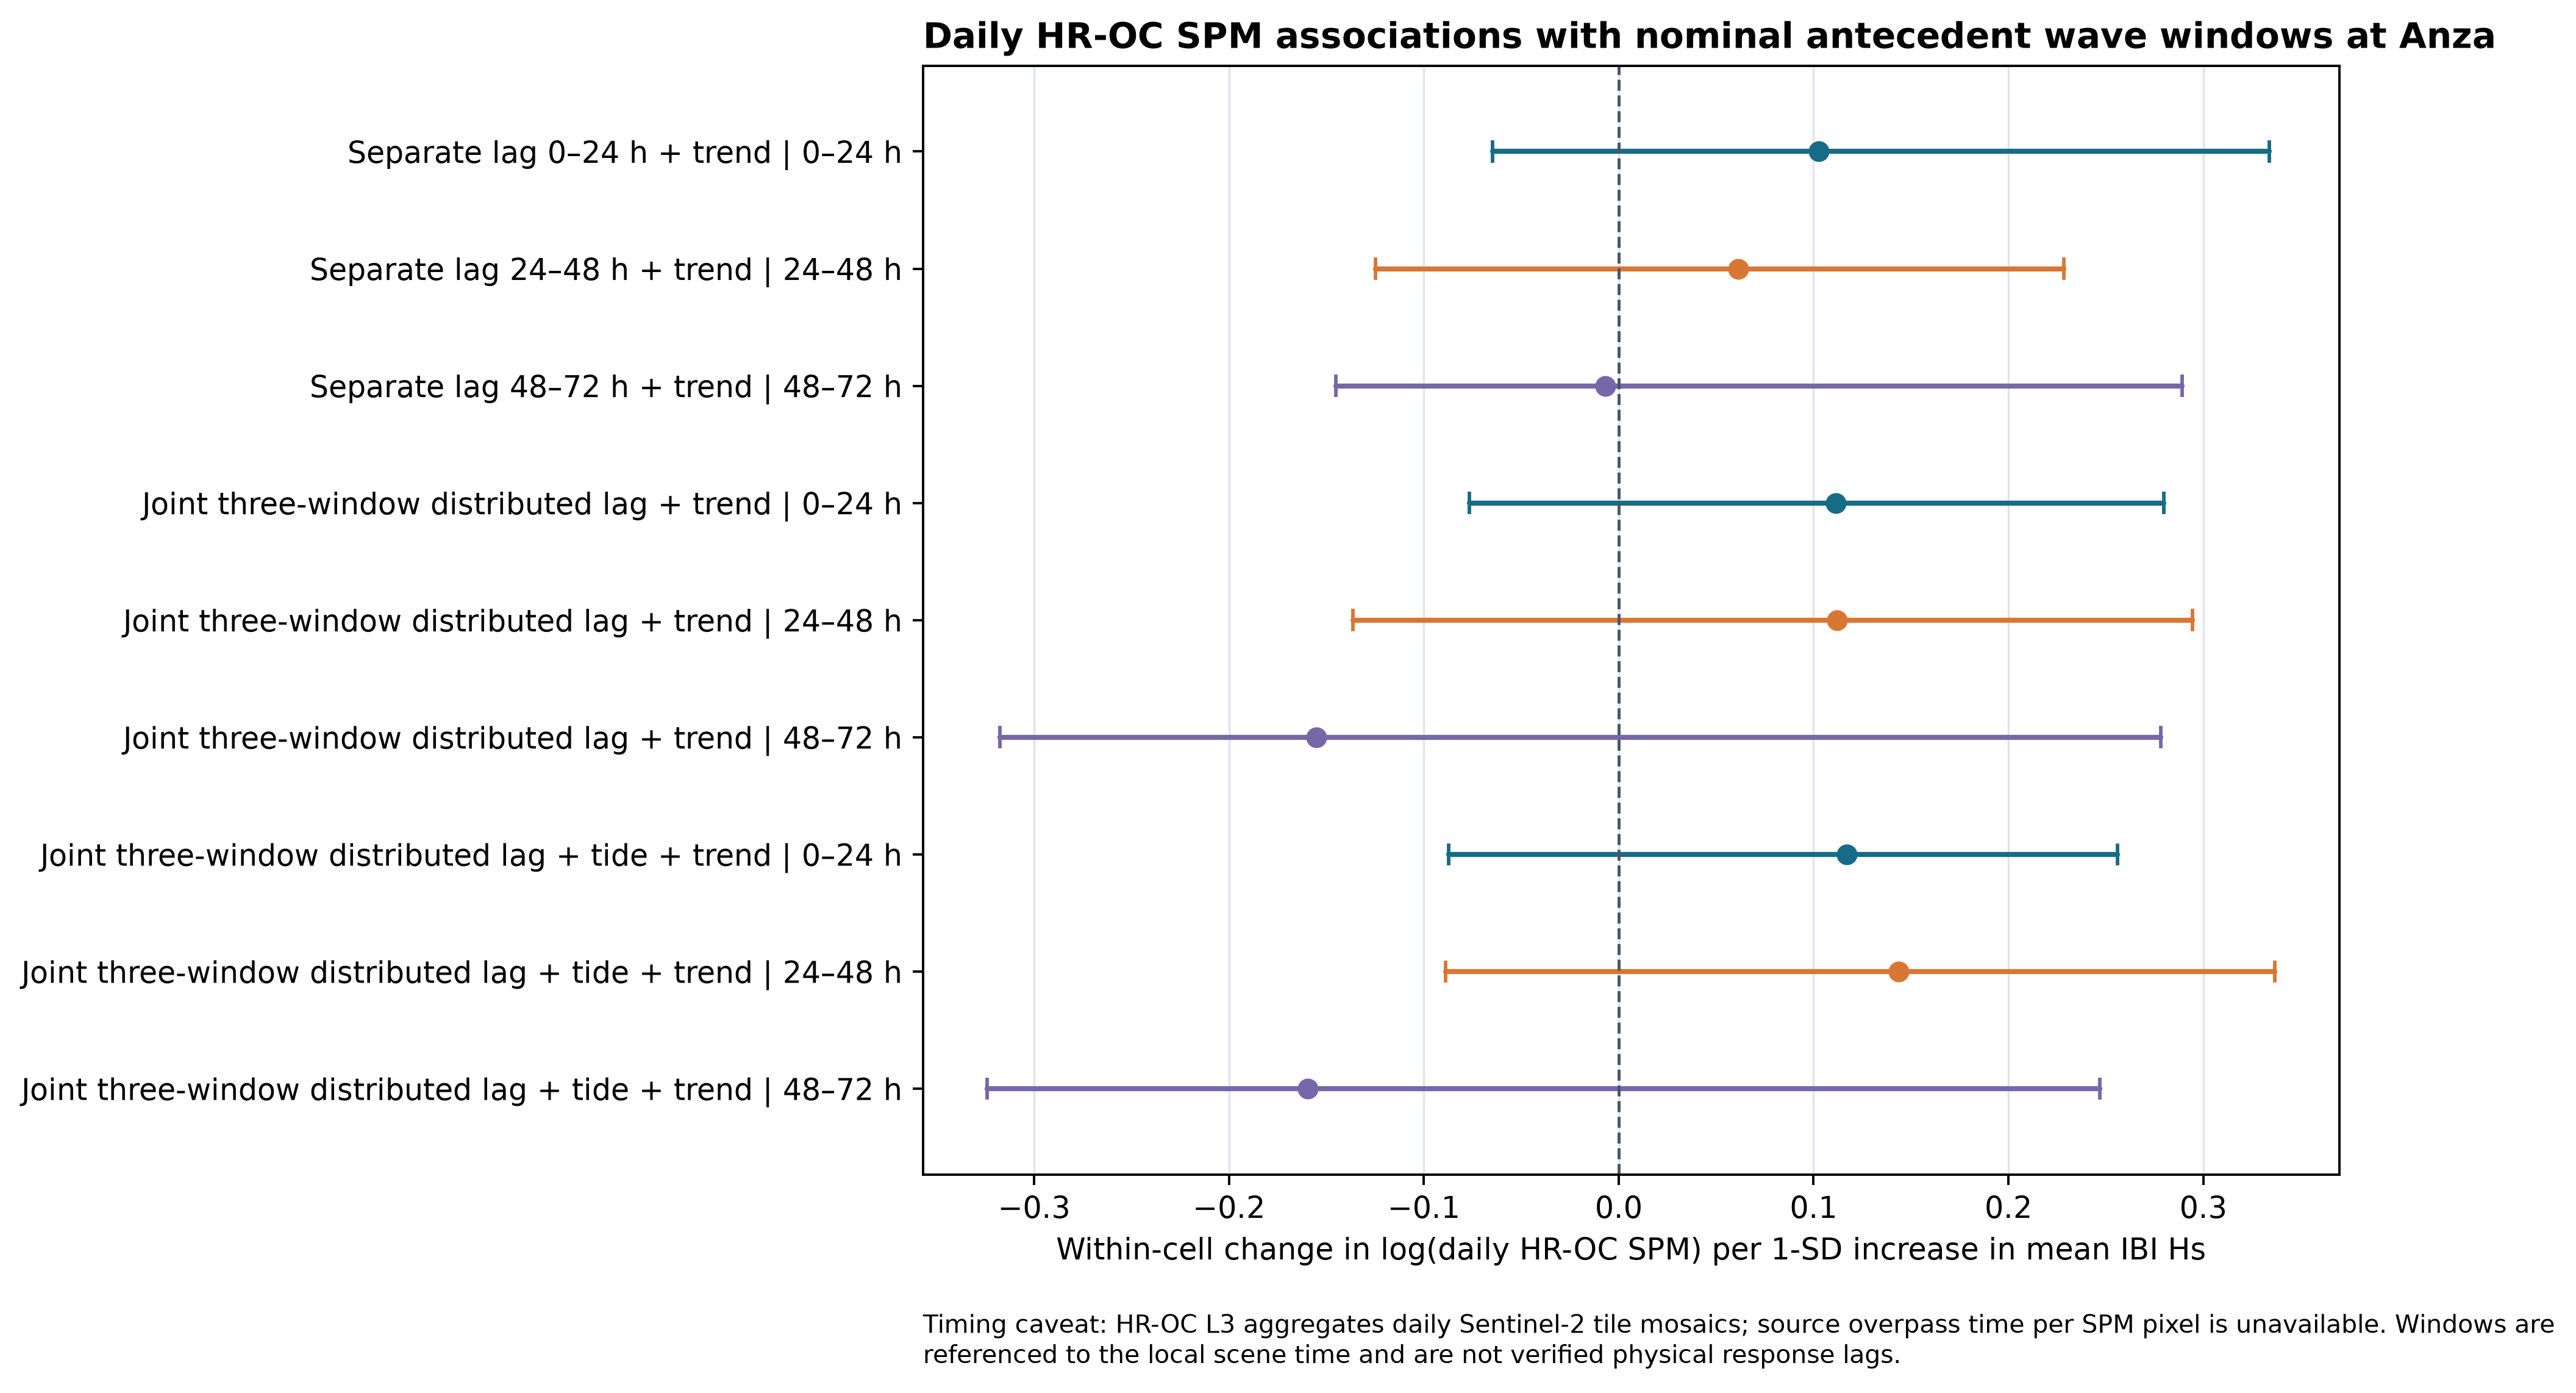 Daily HR-OC SPM associations with nominal antecedent wave windows at Anza
Separate lag 0–24 h + trend | 0–24 h
Separate lag 24–48 h + trend | 24–48 h
Separate lag 48–72 h + trend | 48–72 h
Joint three-window distributed lag + trend | 0–24 h
Joint three-window distributed lag + trend | 24–48 h
Joint three-window distributed lag + trend | 48–72 h
Joint three-window distributed lag + tide + trend | 0–24 h
Joint three-window distributed lag + tide + trend | 24–48 h
Joint three-window distributed lag + tide + trend | 48–72 h
−0.3 −0.2 −0.1 0.0 0.1 0.2 0.3
Within-cell change in log(daily HR-OC SPM) per 1-SD increase in mean IBI Hs
Timing caveat: HR-OC L3 aggregates daily Sentinel-2 tile mosaics; source overpass time per SPM pixel is unavailable. Windows are
referenced to the local scene time and are not verified physical response lags.